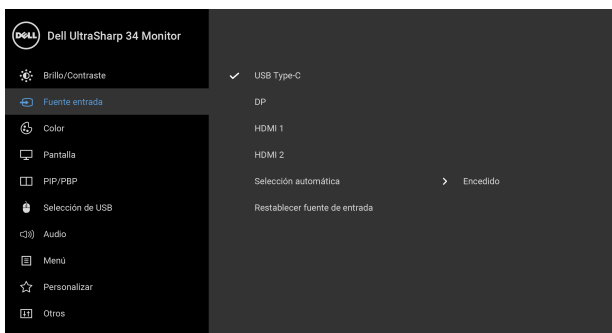 DELL
Dell UltraSharp 34 Monitor
Brillo/Contraste
USB Type-C
Fuente entrada
DP
Color
HDMI 1
Pantalla
HDMI 2
PIP/PBP
Selección automática Encedido
Selección de USB
Restablecer fuente de entrada
Audio
Menú
Personalizar
Otros